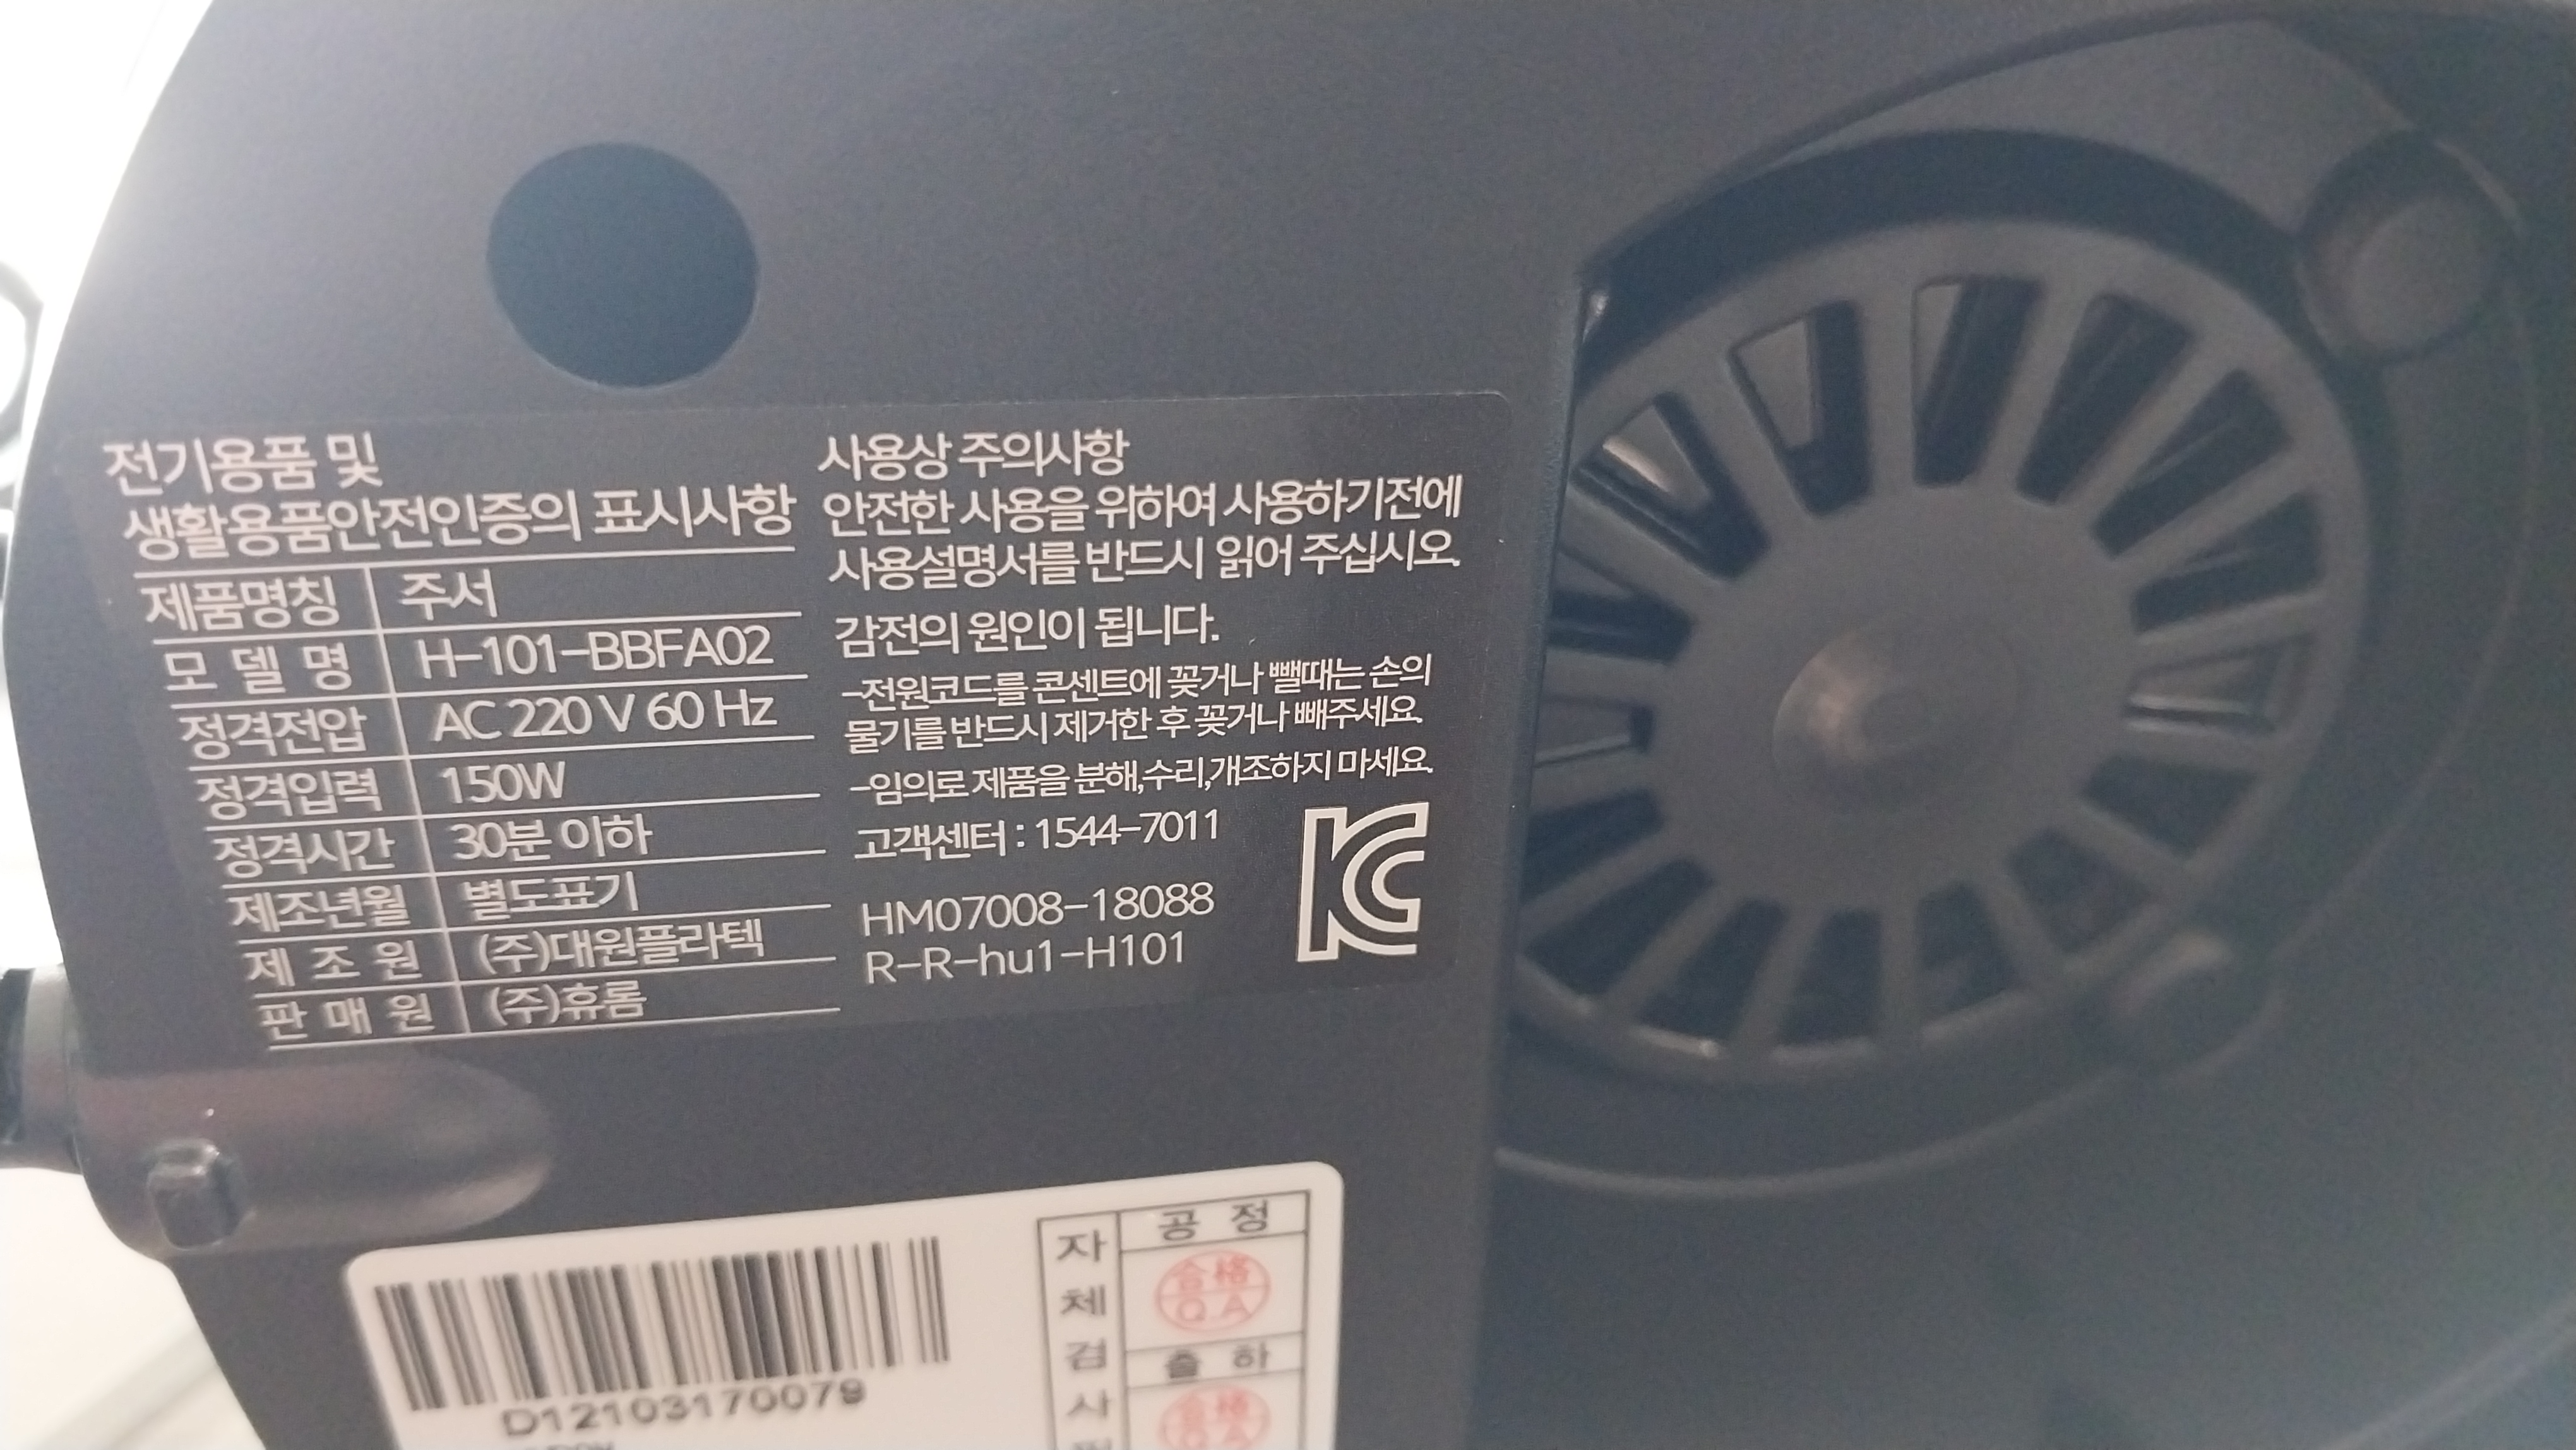 전기용품 및
생활용품안전인증의 표시사항
제품명칭 주서
모 델 명 H-101-BBFA02
정격전압 AC 220 V 60 Hz
정격입력 150W
정격시간 30분 이하
제조년월 별도표기
제 조 원 (주)대원플라텍
판 매 원 (주)휴롬
사용상 주의사항
안전한 사용을 위하여 사용하기전에
사용설명서를 반드시 읽어 주십시오.
감전의 원인이 됩니다.
-전원코드를 콘센트에 꽂거나 뺄때는 손의
물기를 반드시 제거한 후 꽂거나 빼주세요.
-임의로 제품을 분해,수리,개조하지 마세요.
고객센터 : 1544-7011
HM07008-18088
R-R-hu1-H101
KC
D12103170079
자
체
검
사
공 정
合格
Q A
출 하
合格
Q A